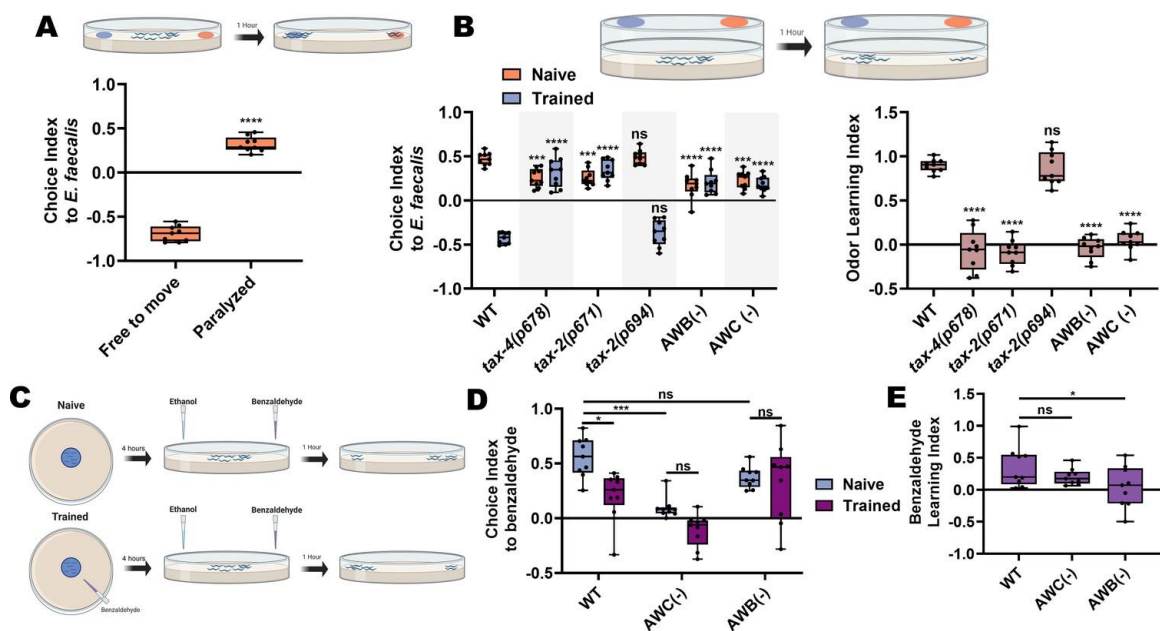 A
1 Hour
Choice Index
to E. faecalis
1.0
0.5
0.0
-0.5
-1.0
****
Free to move
Paralyzed
B
1 Hour
Naive
Trained
Choice Index
to E. faecalis
1.0
0.5
0.0
-0.5
-1.0
***
****
***
****
ns
ns
****
****
***
****
WT
tax-4(p678)
tax-2(p671)
tax-2(p694)
AWB(-)
AWC (-)
Odor Learning Index
1.5
1.0
0.5
-0.0
-0.5
****
****
ns
****
****
WT
tax-4(p678)
tax-2(p671)
tax-2(p694)
AWB(-)
AWC (-)
C
Naive
4 hours
Ethanol
Benzaldehyde
1 Hour
Trained
Benzaldehyde
4 hours
Ethanol
Benzaldehyde
1 Hour
D
Choice Index
to benzaldehyde
1.0
0.5
0.0
-0.5
ns
***
*
ns
ns
WT
AWC(-)
AWB(-)
Naive
Trained
E
Benzaldehyde
Learning Index
1.5
1.0
0.5
0.0
-0.5
-1.0
*
ns
WT
AWC(-)
AWB(-)